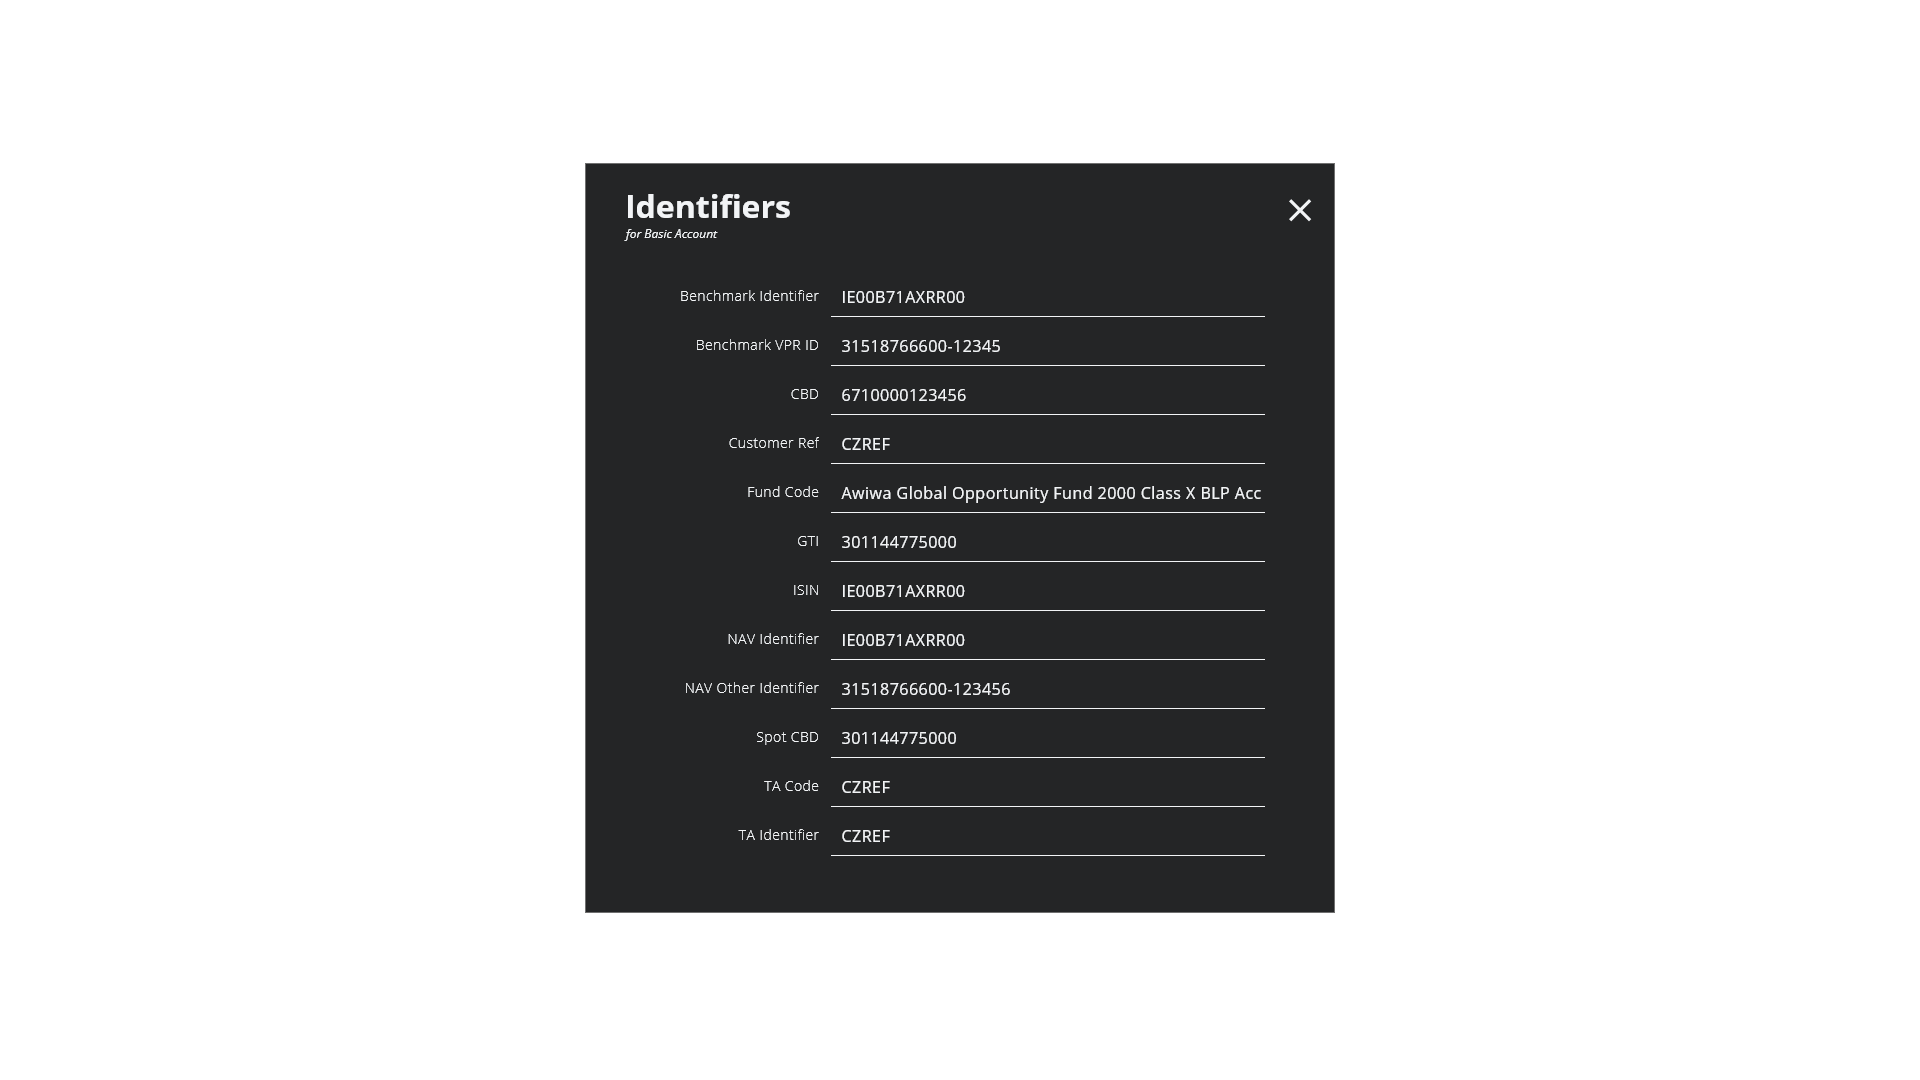 Identifiers
for Basic Account
Benchmark Identifier IE00B71AXRR00
Benchmark VPR ID 31518766600-12345
CBD 6710000123456
Customer Ref CZREF
Fund Code Awiwa Global Opportunity Fund 2000 Class X BLP Acc
GTI 301144775000
ISIN IE00B71AXRR00
NAV Identifier IE00B71AXRR00
NAV Other Identifier 31518766600-123456
Spot CBD 301144775000
TA Code CZREF
TA Identifier CZREF